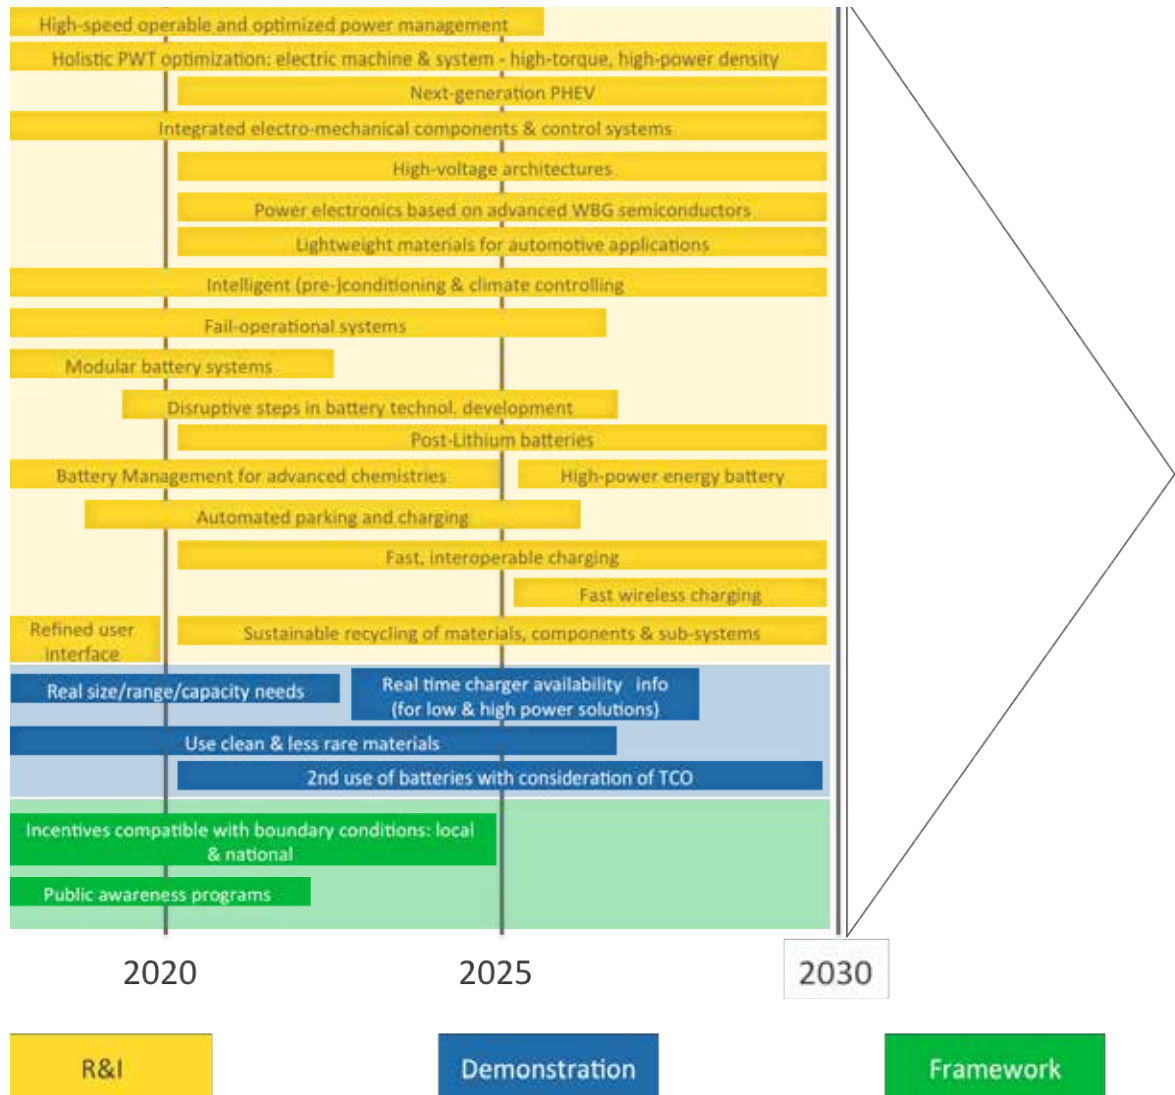 High-speed operable and optimized power management
Holistic PWT optimization: electric machine & system - high-torque, high-power density
Next-generation PHEV
Integrated electro-mechanical components & control systems
High-voltage architectures
Power electronics based on advanced WBG semiconductors
Lightweight materials for automotive applications
Intelligent (pre-)conditioning & climate controlling
Fail-operational systems
Modular battery systems
Disruptive steps in battery technol. development
Post-Lithium batteries
Battery Management for advanced chemistries
High-power energy battery
Automated parking and charging
Fast, interoperable charging
Fast wireless charging
Refined user
interface
Sustainable recycling of materials, components & sub-systems
Real size/range/capacity needs
Real time charger availability info
(for low & high power solutions)
Use clean & less rare materials
2nd use of batteries with consideration of TCO
Incentives compatible with boundary conditions: local
& national
Public awareness programs
2020
2025
2030
R&I
Demonstration
Framework